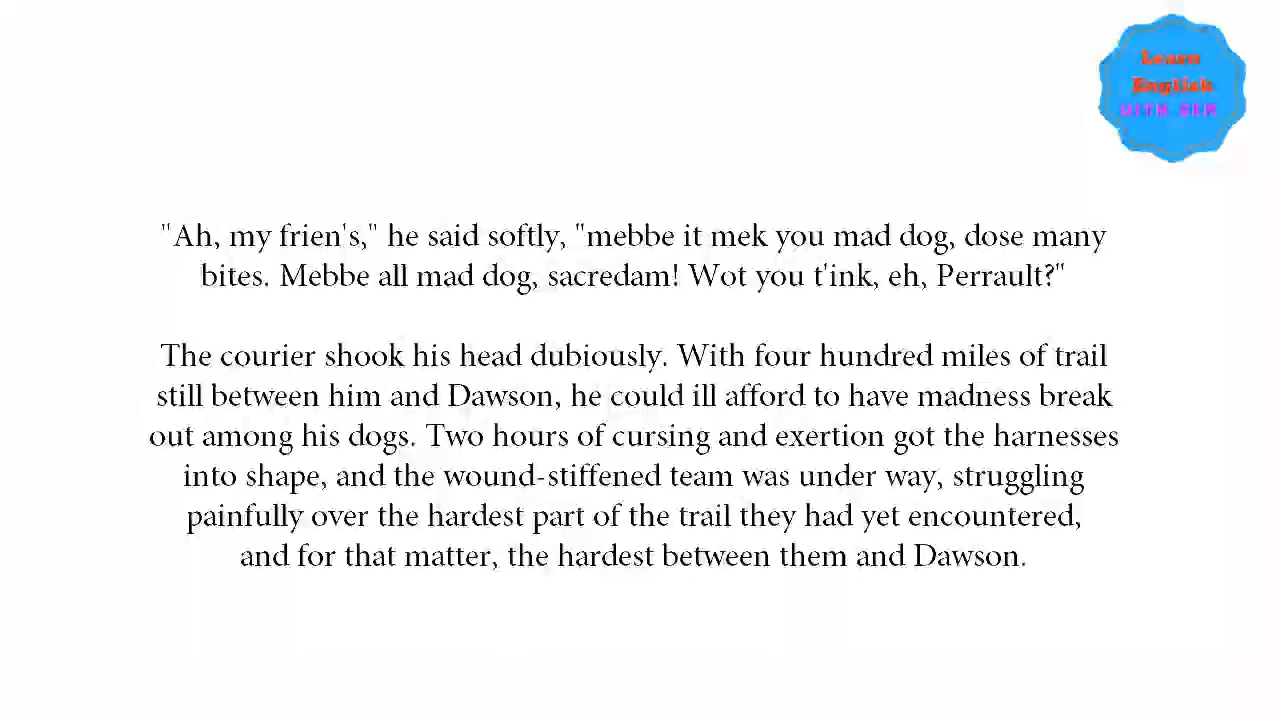 Learn
English
WITH GEM
"Ah, my frien's," he said softly, "mebbe it mek you mad dog, dose many
bites. Mebbe all mad dog, sacredam! Wot you t'ink, eh, Perrault?"
The courier shook his head dubiously. With four hundred miles of trail
still between him and Dawson, he could ill afford to have madness break
out among his dogs. Two hours of cursing and exertion got the harnesses
into shape, and the wound-stiffened team was under way, struggling
painfully over the hardest part of the trail they had yet encountered,
and for that matter, the hardest between them and Dawson.